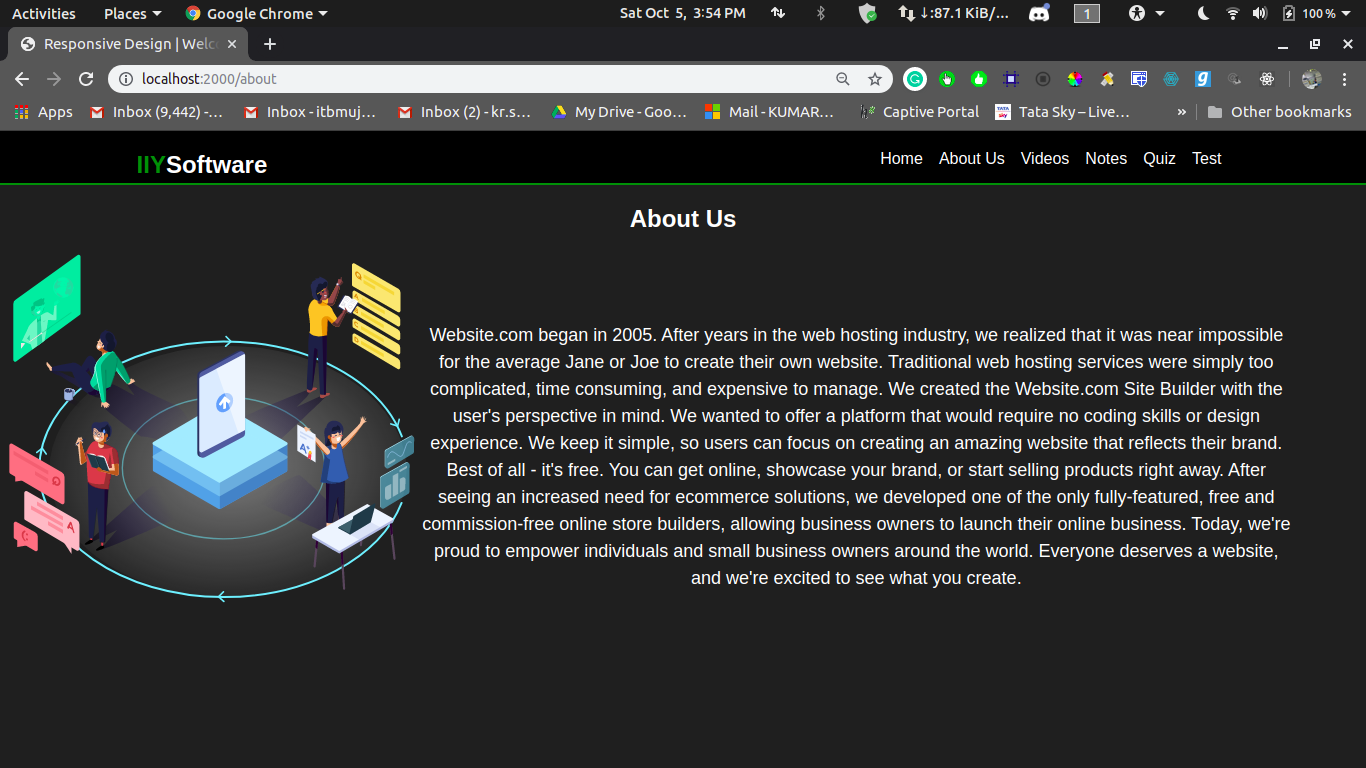 Activities Places Google Chrome Sat Oct 5, 3:54 PM ↓:87.1 KiB/... 1 100 %
Responsive Design | Welc
localhost:2000/about
Apps Inbox (9,442) -... Inbox - itbmuj... Inbox (2) - kr.s... My Drive - Goo... Mail - KUMAR... Captive Portal Tata Sky – Live... » Other bookmarks
IIYSoftware Home About Us Videos Notes Quiz Test
About Us
Website.com began in 2005. After years in the web hosting industry, we realized that it was near impossible
for the average Jane or Joe to create their own website. Traditional web hosting services were simply too
complicated, time consuming, and expensive to manage. We created the Website.com Site Builder with the
user's perspective in mind. We wanted to offer a platform that would require no coding skills or design
experience. We keep it simple, so users can focus on creating an amazing website that reflects their brand.
Best of all - it's free. You can get online, showcase your brand, or start selling products right away. After
seeing an increased need for ecommerce solutions, we developed one of the only fully-featured, free and
commission-free online store builders, allowing business owners to launch their online business. Today, we're
proud to empower individuals and small business owners around the world. Everyone deserves a website,
and we're excited to see what you create.